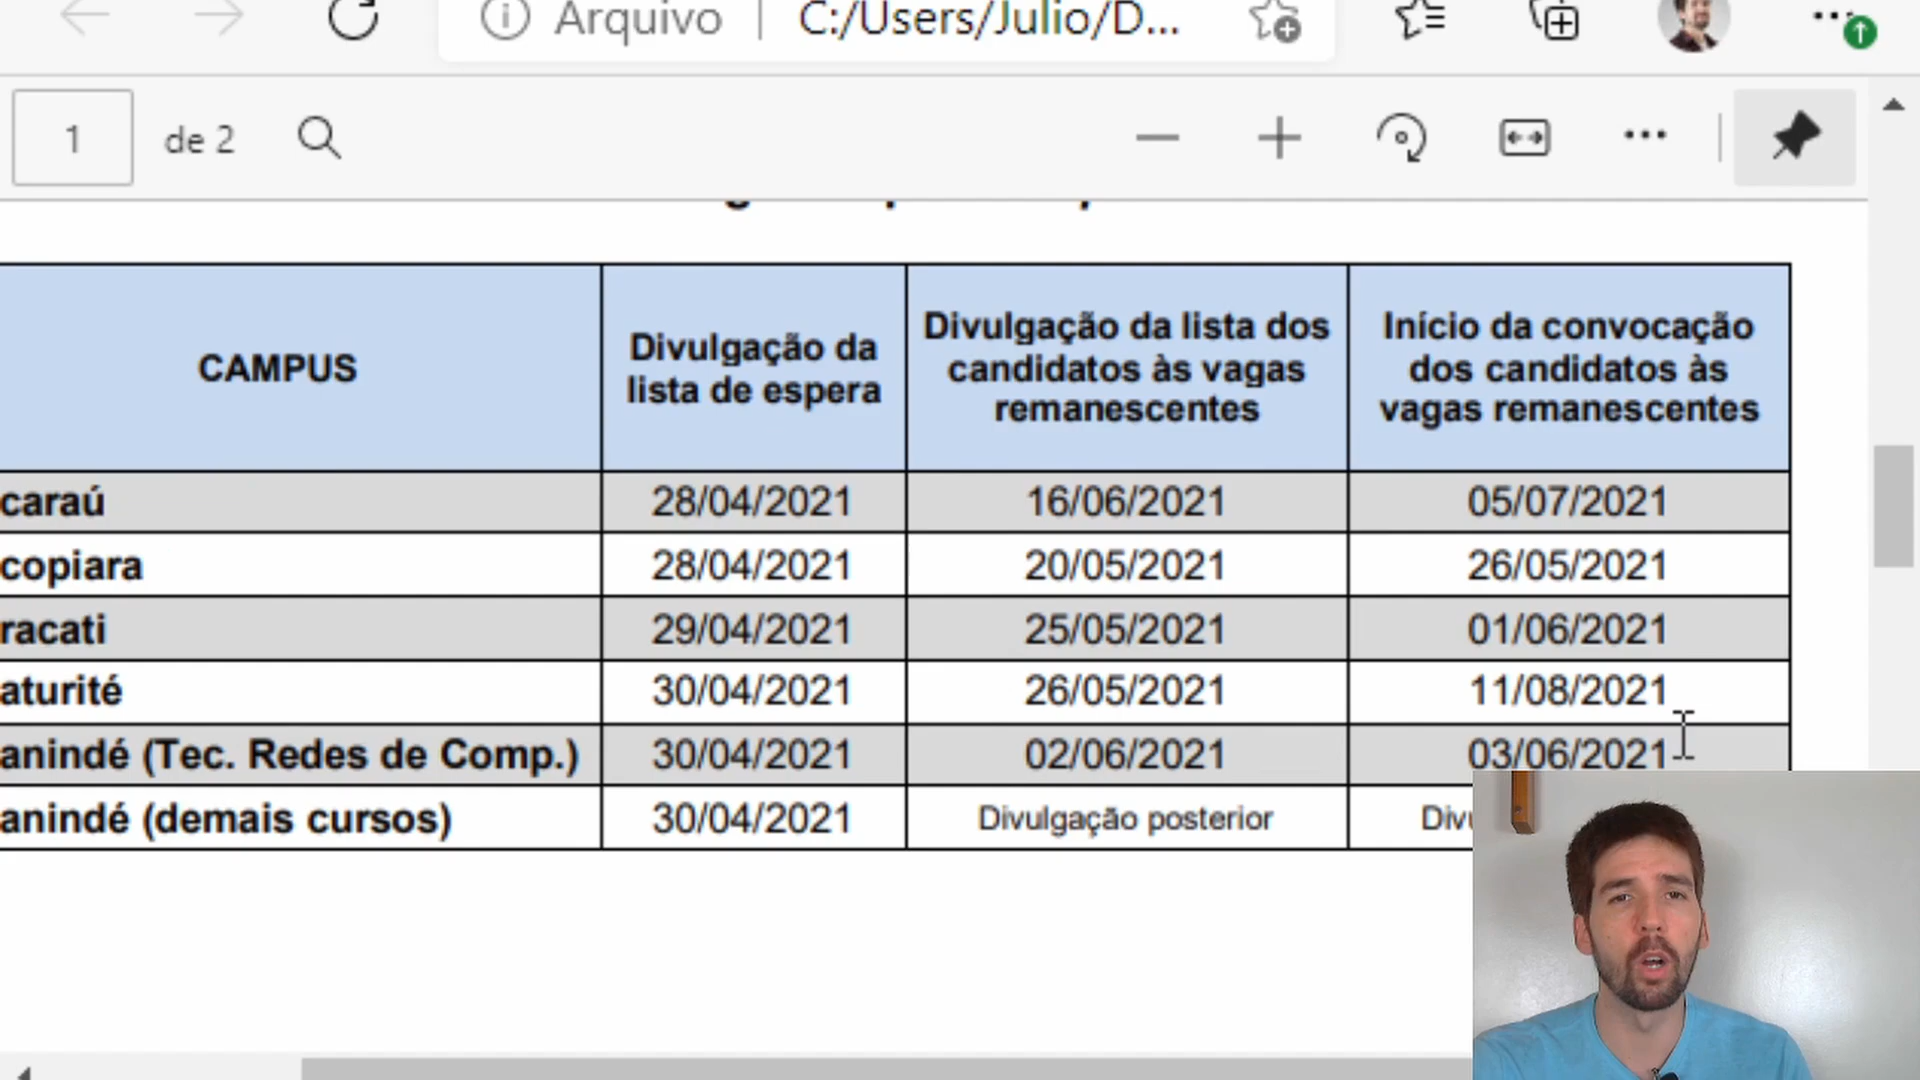 Arquivo | C:/Users/Julio/D...
1 de 2
CAMPUS
Divulgação da
lista de espera
Divulgação da lista dos
candidatos às vagas
remanescentes
Início da convocação
dos candidatos às
vagas remanescentes
caraú 28/04/2021 16/06/2021 05/07/2021
copiara 28/04/2021 20/05/2021 26/05/2021
racati 29/04/2021 25/05/2021 01/06/2021
aturité 30/04/2021 26/05/2021 11/08/2021
anindé (Tec. Redes de Comp.) 30/04/2021 02/06/2021 03/06/2021
anindé (demais cursos) 30/04/2021 Divulgação posterior Divu